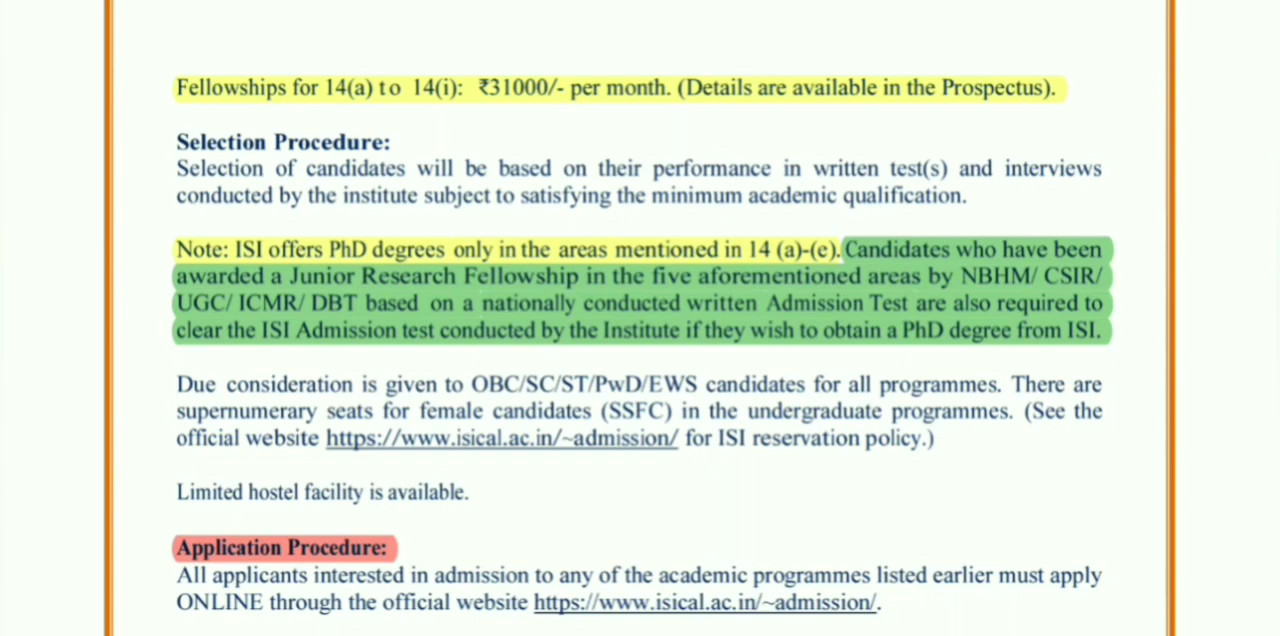 Fellowships for 14(a) to 14(i): ₹31000/- per month. (Details are available in the Prospectus).
Selection Procedure:
Selection of candidates will be based on their performance in written test(s) and interviews
conducted by the institute subject to satisfying the minimum academic qualification.
Note: ISI offers PhD degrees only in the areas mentioned in 14 (a)-(e). Candidates who have been
awarded a Junior Research Fellowship in the five aforementioned areas by NBHM/ CSIR/
UGC/ ICMR/ DBT based on a nationally conducted written Admission Test are also required to
clear the ISI Admission test conducted by the Institute if they wish to obtain a PhD degree from ISI.
Due consideration is given to OBC/SC/ST/PwD/EWS candidates for all programmes. There are
supernumerary seats for female candidates (SSFC) in the undergraduate programmes. (See the
official website https://www.isical.ac.in/~admission/ for ISI reservation policy.)
Limited hostel facility is available.
Application Procedure:
All applicants interested in admission to any of the academic programmes listed earlier must apply
ONLINE through the official website https://www.isical.ac.in/~admission/.